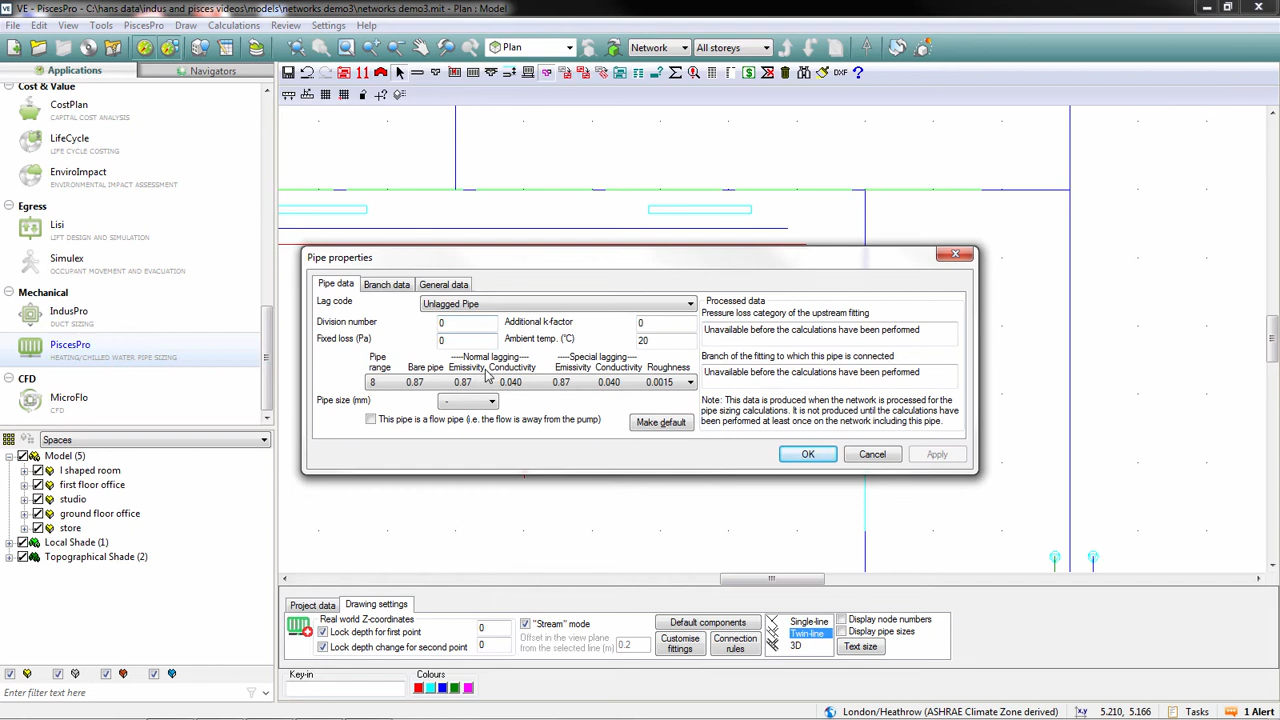 VE - PiscesPro - C:\hans data\indus and pisces videos\models\networks demo3\networks demo3.mit - Plan : Model
File Edit View Tools PiscesPro Draw Calculations Review Settings Help
Plan Network All storeys
Applications Navigators
DXF
Cost & Value
CostPlan
CAPITAL COST ANALYSIS
LifeCycle
LIFE CYCLE COSTING
EnviroImpact
ENVIRONMENTAL IMPACT ASSESSMENT
Egress
Lisi
LIFT DESIGN AND SIMULATION
Simulex
OCCUPANT MOVEMENT AND EVACUATION
Mechanical
IndusPro
DUCT SIZING
PiscesPro
HEATING/CHILLED WATER PIPE SIZING
CFD
MicroFlo
CFD
Spaces
Model (5)
I shaped room
first floor office
studio
ground floor office
store
Local Shade (1)
Topographical Shade (2)
Enter filter text here
Pipe properties
Pipe data Branch data General data
Lag code Unlagged Pipe
Division number 0 Additional k-factor 0
Fixed loss (Pa) 0 Ambient temp. (°C) 20
-----Normal lagging---- -----Special lagging----
Pipe range Bare pipe Emissivity Conductivity Emissivity Conductivity Roughness
8 0.87 0.87 0.040 0.87 0.040 0.0015
Pipe size (mm) -
This pipe is a flow pipe (i.e. the flow is away from the pump)
Make default
Processed data
Pressure loss category of the upstream fitting
Unavailable before the calculations have been performed
Branch of the fitting to which this pipe is connected
Unavailable before the calculations have been performed
Note: This data is produced when the network is processed for the
pipe sizing calculations. It is not produced until the calculations have
been performed at least once on the network including this pipe.
OK Cancel Apply
Project data Drawing settings
Real world Z-coordinates
Lock depth for first point 0
Lock depth change for second point 0
"Stream" mode
Offset in the view plane
from the selected line (m) 0.2
Default components
Customise fittings
Connection rules
Single-line
Twin-line
3D
Display node numbers
Display pipe sizes
Text size
Key-in Colours
London/Heathrow (ASHRAE Climate Zone derived) x,y 5.210, 5.166 Tasks 1 Alert